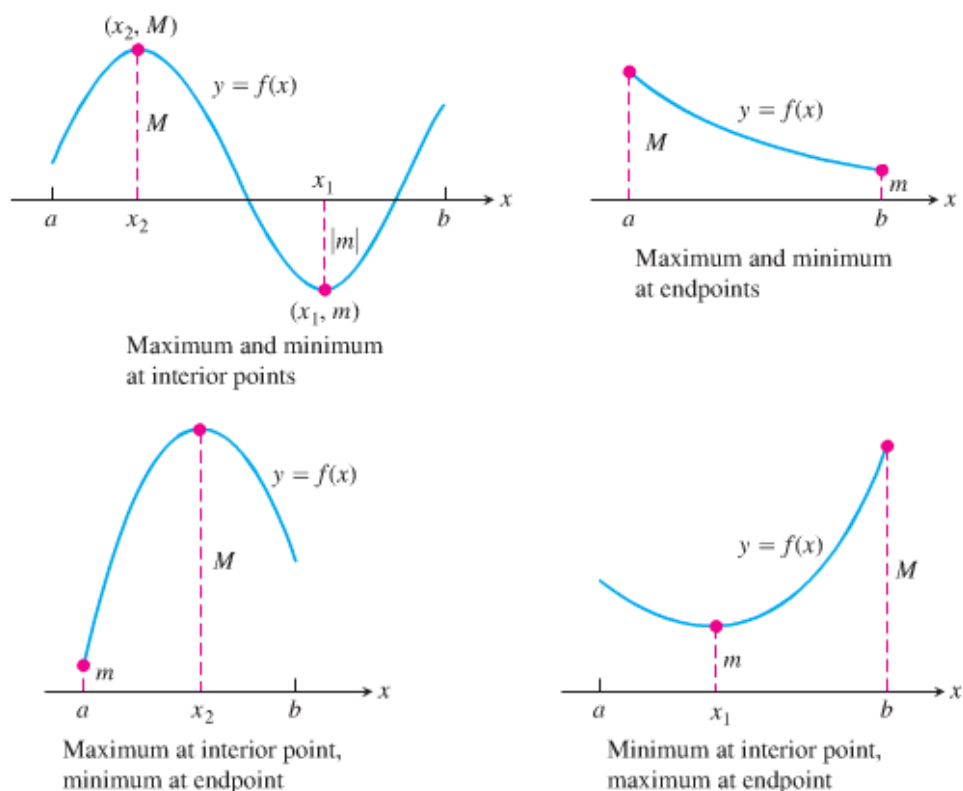 (x₂, M)
y = f(x)
M
x₁
a
x₂
b
x
|m|
(x₁, m)
Maximum and minimum
at interior points
y = f(x)
M
m
a
b
x
Maximum and minimum
at endpoints
y = f(x)
M
m
a
x₂
b
x
Maximum at interior point,
minimum at endpoint
y = f(x)
M
m
a
x₁
b
x
Minimum at interior point,
maximum at endpoint